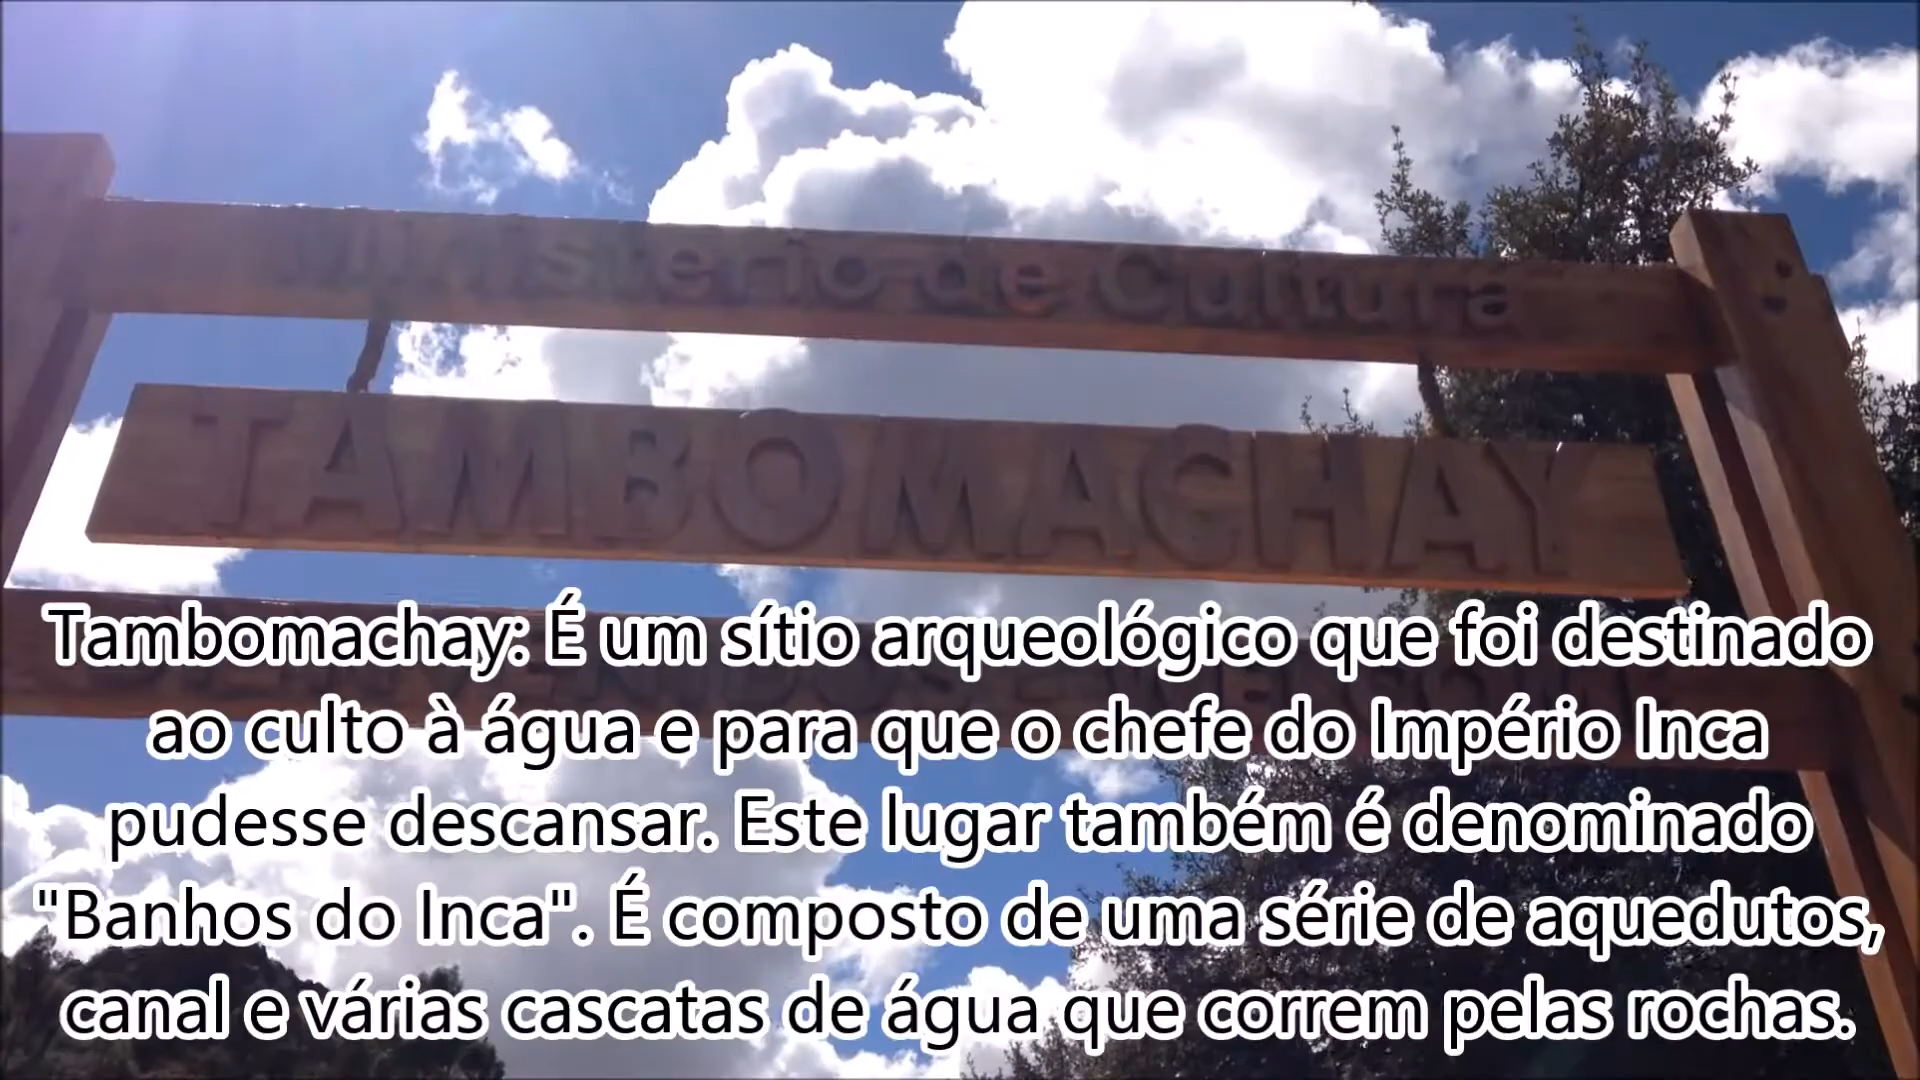 Ministerio de Cultura
TAMBOMACHAY
Tambomachay: É um sítio arqueológico que foi destinado
ao culto à água e para que o chefe do Império Inca
pudesse descansar. Este lugar também é denominado
"Banhos do Inca". É composto de uma série de aquedutos,
canal e várias cascatas de água que correm pelas rochas.